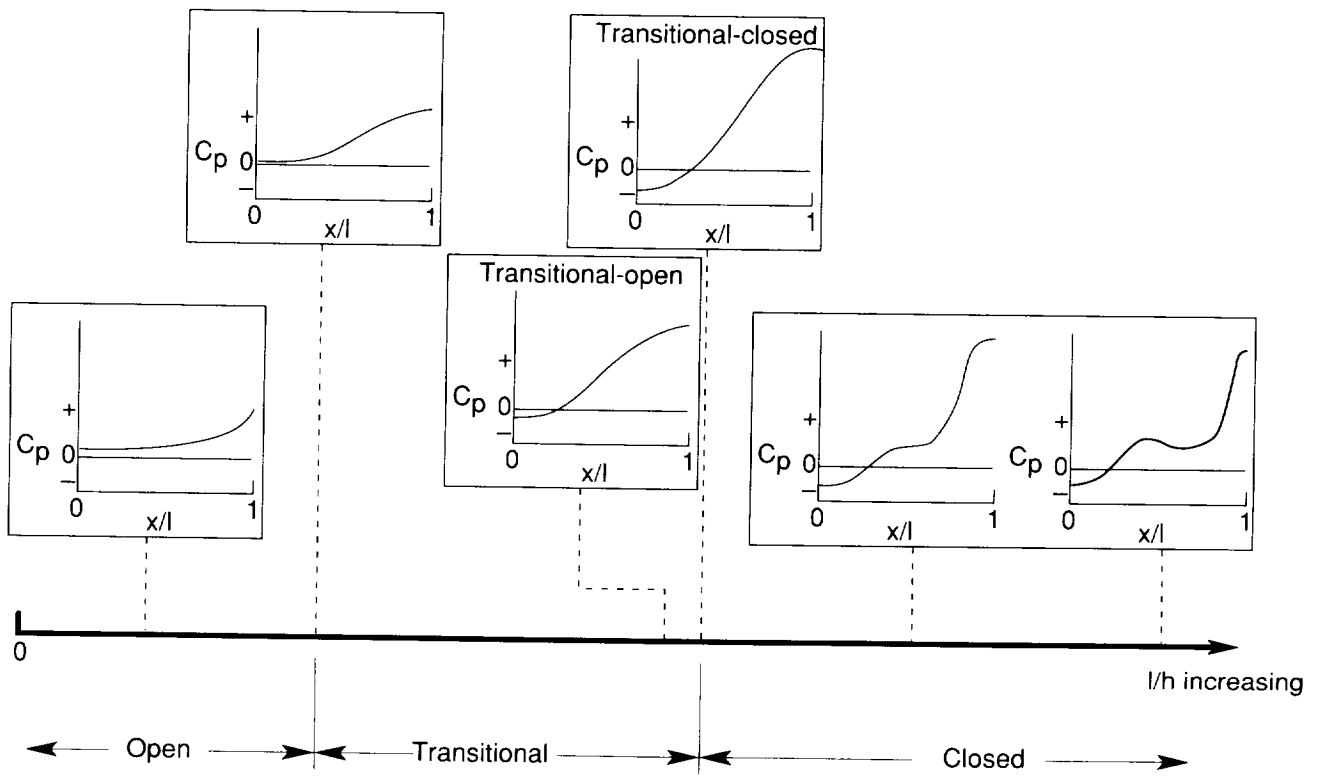 +
Cp 0
−
0 1
x/l
Transitional-closed
+
Cp 0
−
0 1
x/l
Transitional-open
+
Cp 0
−
0 1
x/l
+
Cp 0
−
0 1
x/l
+
Cp 0
−
0 1
x/l
+
Cp 0
−
0 1
x/l
0
l/h increasing
Open Transitional Closed